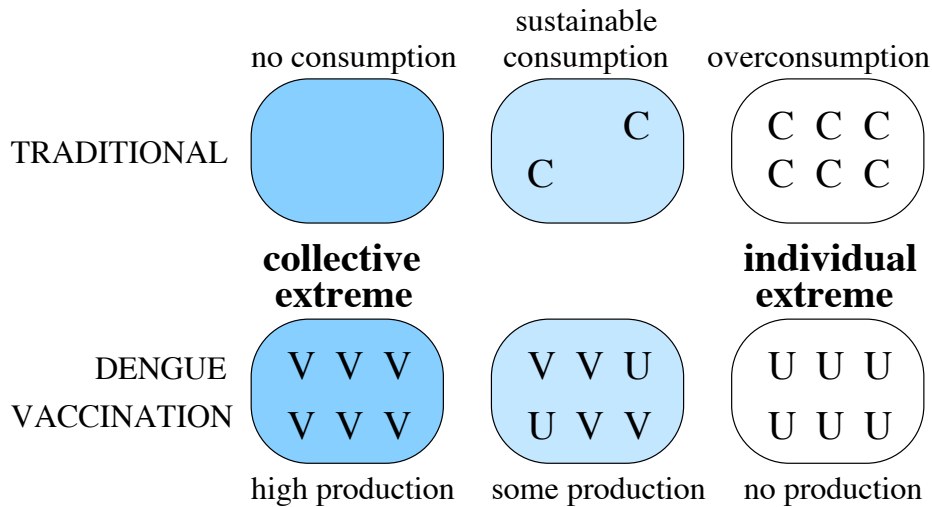 sustainable
no consumption consumption overconsumption
C C C C
TRADITIONAL
C C C C
collective individual
extreme extreme
DENGUE V V V V V U U U U
VACCINATION V V V U V V U U U
high production some production no production